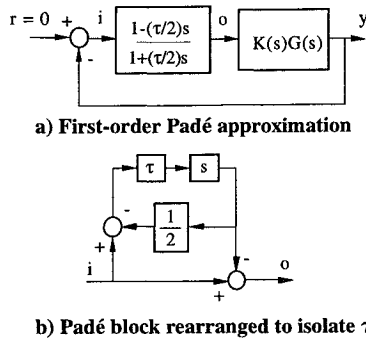 r = 0 + i 1-(τ/2)s o K(s)G(s) y
1+(τ/2)s
-
a) First-order Padé approximation
τ s
- 1
2
+ -
i o
+
b) Padé block rearranged to isolate τ